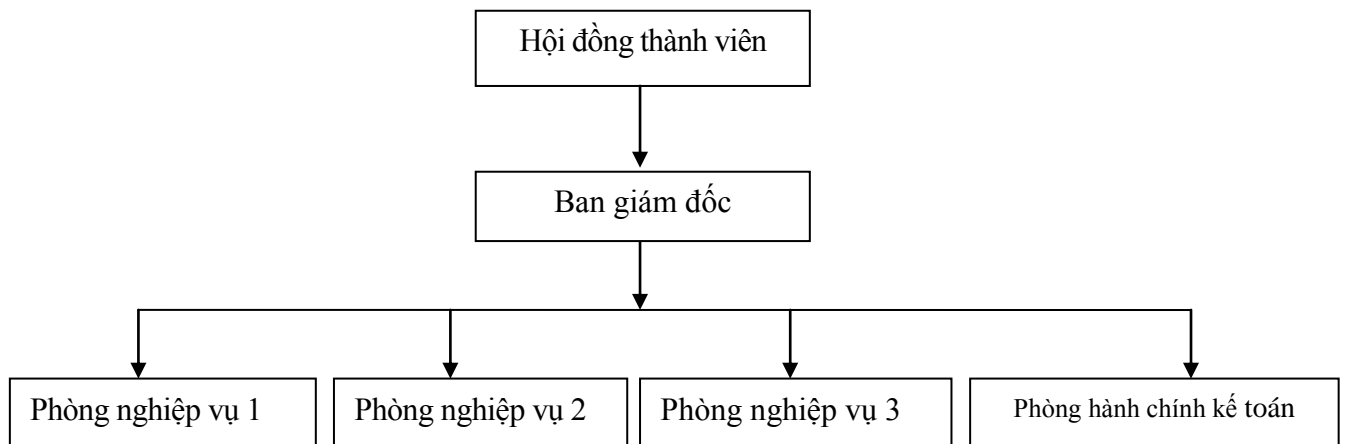 Hội đồng thành viên
Ban giám đốc
Phòng nghiệp vụ 1
Phòng nghiệp vụ 2
Phòng nghiệp vụ 3
Phòng hành chính kế toán